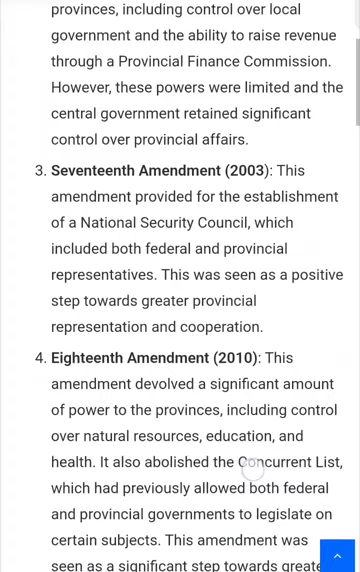 provinces, including control over local
government and the ability to raise revenue
through a Provincial Finance Commission.
However, these powers were limited and the
central government retained significant
control over provincial affairs.
3. Seventeenth Amendment (2003): This
amendment provided for the establishment
of a National Security Council, which
included both federal and provincial
representatives. This was seen as a positive
step towards greater provincial
representation and cooperation.
4. Eighteenth Amendment (2010): This
amendment devolved a significant amount
of power to the provinces, including control
over natural resources, education, and
health. It also abolished the Concurrent List,
which had previously allowed both federal
and provincial governments to legislate on
certain subjects. This amendment was
seen as a significant step towards greate